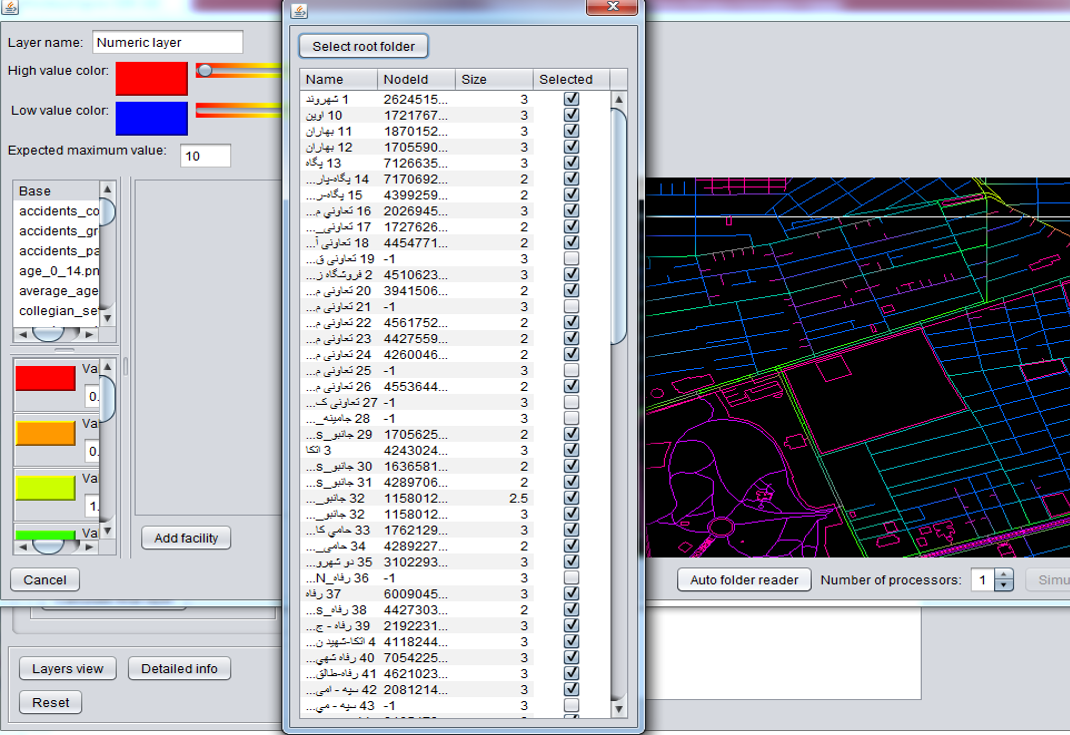 Layer name: Numeric layer
High value color:
Low value color:
Expected maximum value: 10
Base
accidents_co
accidents_gr
accidents_pa
age_0_14.pn
average_age
collegian_se
Va
0.
Va
0.
Va
1.
Va
Add facility
Cancel
Layers view Detailed info
Reset
Select root folder
Name NodeId Size Selected
1 شهروند 2624515... 3
10 اوین 1721767... 3
11 بهاران 1870152... 3
12 بهاران 1705590... 3
13 پگاه 7126635... 3
14 پگاه-یار... 7170692... 2
15 پگاه-ر... 4399259... 2
16 تعاونی م... 2026945... 3
17 تعاونی_... 1727626... 2
18 تعاونی آ... 4454771... 2
19 تعاونی ق... -1 3
2 فروشگاه ز... 4510623... 3
20 تعاونی م... 3941506... 2
21 تعاونی م... -1 3
22 تعاونی م... 4561752... 2
23 تعاونی م... 4427559... 2
24 تعاونی م... 4260046... 2
25 تعاونی م... -1 3
26 تعاونی م... 4553644... 2
27 تعاونی ک... -1 3
28 جامینه_... -1 3
29 جانبو_s... 1705625... 2
3 اتکا 4243024... 3
30 جانبو_s... 1636581... 2
31 جانبو_s... 4289706... 2
32 جانبو_... 1158012... 2.5
32 جانبو_... 1158012... 3
33 حامي كا... 1762129... 3
34 حامی_... 4289227... 2
35 دو شهرو... 3102293... 3
36 رفاه_N... -1 3
37 رفاه 6009045... 3
38 رفاه_s... 4427303... 2
39 رفاه - ج... 2192231... 3
4 اتکا-شهید ن... 4118244... 3
40 رفاه شهي... 7054225... 3
41 رفاه-طالق... 4621023... 3
42 سپه - امی... 2081214... 3
43 سپه - مي... -1 3
Auto folder reader Number of processors: 1 Simu